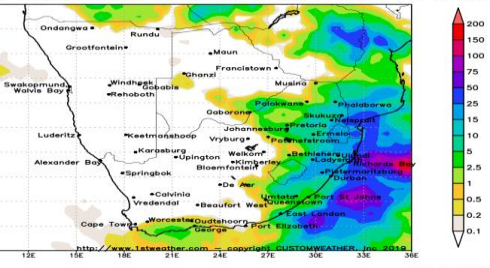 Ondangwa
Rundu
Grootfontein
Maun
Francistown
Ghanzi
Swakopmund
Windhoek
Gobabis
Musina
Walvis Bay
Rehoboth
Polokwane
Phalaborwa
Gaborone
Skukuza
Nelspruit
Johannesburg
Pretoria
Luderitz
Keetmanshoop
Vryburg
Potchefstroom
Ermelo
Karasburg
Welkom
Bethlehem
Ulundi
Alexander Bay
Upington
Kimberley
Ladysmith
Richards Bay
Bloemfontein
Springbok
Pietermaritzburg
Durban
De Aar
Calvinia
Umtata
Port St Johns
Vredendal
Beaufort West
Queenstown
East London
Cape Town
Worcester
Oudtshoorn
George
Port Elizabeth
http://www.1stweather.com - copyright CUSTOMWEATHER, Inc 2019
12E 15E 18E 21E 24E 27E 30E 33E 36E
200
150
100
75
50
25
15
10
5
2.5
1
0.5
0.2
0.1